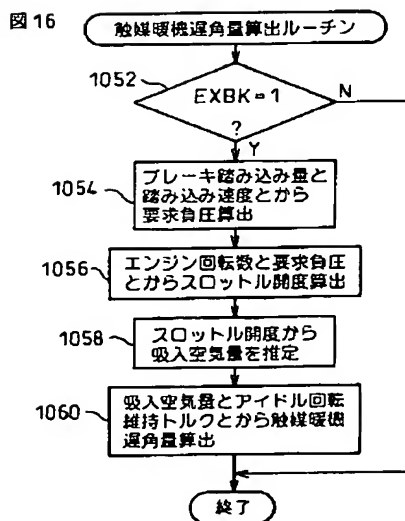 図16
触媒暖機遅角量算出ルーチン
1052
EXBK=1
?
N
Y
1054
ブレーキ踏み込み量と
踏み込み速度とから
要求負圧算出
1056
エンジン回転数と要求負圧
とからスロットル開度算出
1058
スロットル開度から
吸入空気量を推定
1060
吸入空気量とアイドル回転
維持トルクとから触媒暖機
遅角量算出
終了